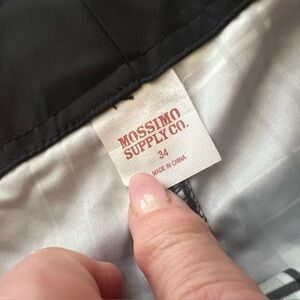 MOSSIMO
SUPPLY CO.
34
MADE IN CHINA